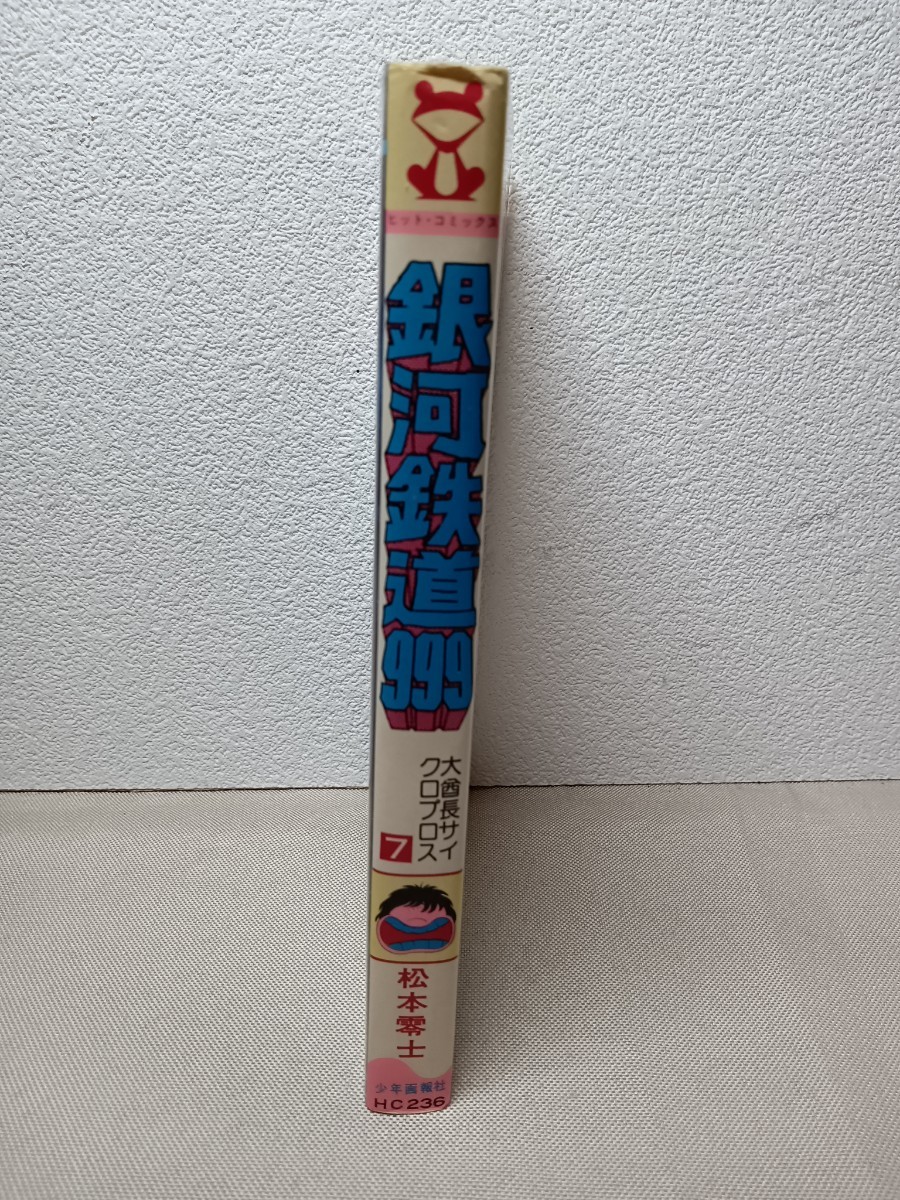 ヒット・コミックス
銀河鉄道999
大酋長サイ
クロプロス
7
松本零士
少年画報社
HC236